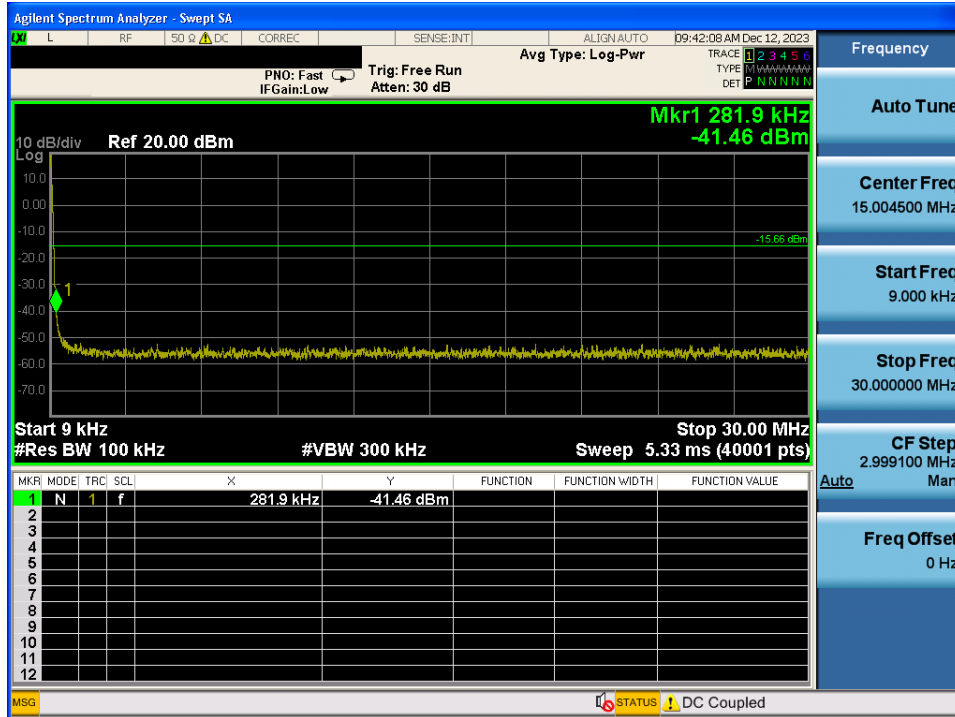 Agilent Spectrum Analyzer - Swept SA
LXI L RF 50 Ω DC CORREC SENSE:INT ALIGN AUTO 09:42:08 AM Dec 12, 2023
Frequency
Avg Type: Log-Pwr
TRACE 1 2 3 4 5 6
TYPE M WWWWW
DET P N N N N N
PNO: Fast
IFGain:Low
Trig: Free Run
Atten: 30 dB
Mkr1 281.9 kHz
-41.46 dBm
10 dB/div Ref 20.00 dBm
Log
10.0
0.00
-10.0
-15.66 dBm
-20.0
-30.0
1
-40.0
-50.0
-60.0
-70.0
Start 9 kHz Stop 30.00 MHz
#Res BW 100 kHz #VBW 300 kHz Sweep 5.33 ms (40001 pts)
MKR MODE TRC SCL X Y FUNCTION FUNCTION WIDTH FUNCTION VALUE
1 N 1 f 281.9 kHz -41.46 dBm
2
3
4
5
6
7
8
9
10
11
12
Auto Tune
Center Freq
15.004500 MHz
Start Freq
9.000 kHz
Stop Freq
30.000000 MHz
CF Step
2.999100 MHz
Auto Man
Freq Offset
0 Hz
MSG STATUS DC Coupled